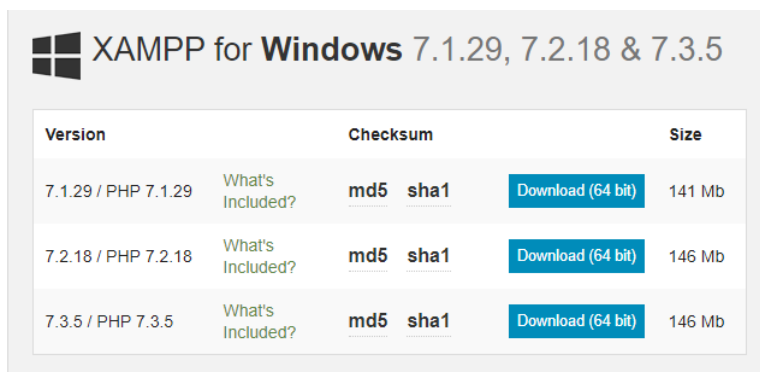 XAMPP for Windows 7.1.29, 7.2.18 & 7.3.5
Version Checksum Size
7.1.29 / PHP 7.1.29 What's Included? md5 sha1 Download (64 bit) 141 Mb
7.2.18 / PHP 7.2.18 What's Included? md5 sha1 Download (64 bit) 146 Mb
7.3.5 / PHP 7.3.5 What's Included? md5 sha1 Download (64 bit) 146 Mb